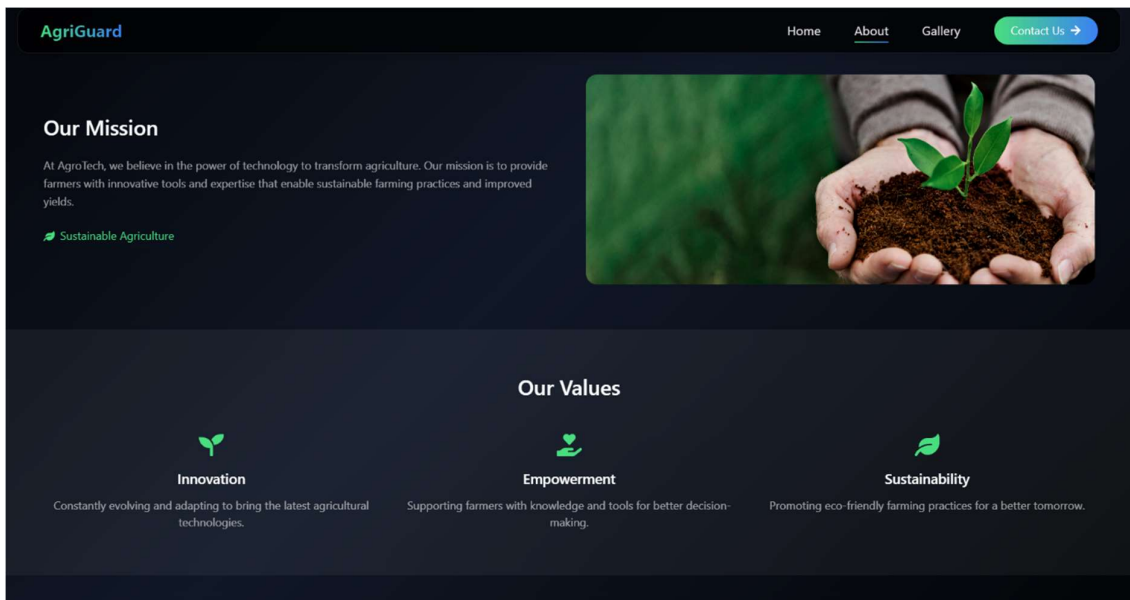 AgriGuard
Home
About
Gallery
Contact Us
Our Mission
At AgroTech, we believe in the power of technology to transform agriculture. Our mission is to provide
farmers with innovative tools and expertise that enable sustainable farming practices and improved
yields.
Sustainable Agriculture
Our Values
Innovation
Constantly evolving and adapting to bring the latest agricultural
technologies.
Empowerment
Supporting farmers with knowledge and tools for better decision-
making.
Sustainability
Promoting eco-friendly farming practices for a better tomorrow.